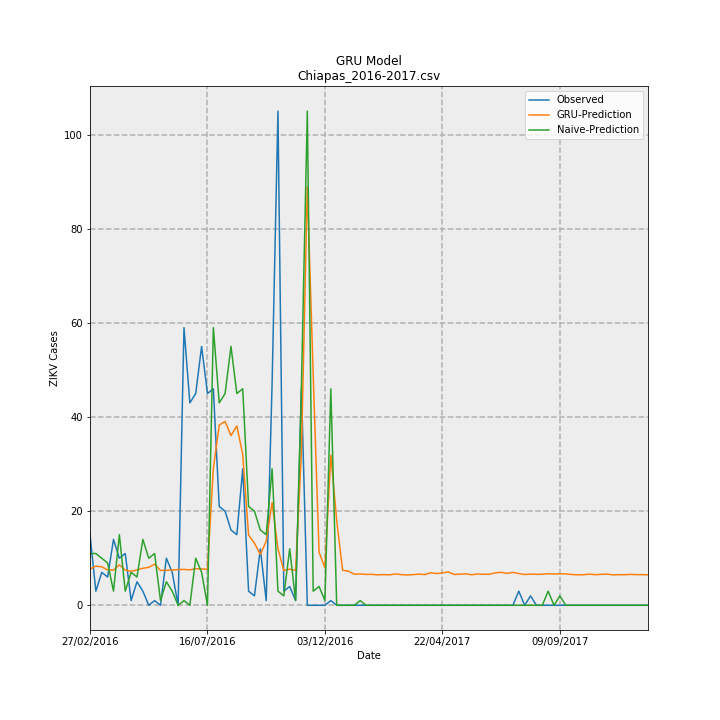 GRU Model
Chiapas_2016-2017.csv
Observed
GRU-Prediction
Naive-Prediction
100
80
60
40
20
0
ZIKV Cases
27/02/2016
16/07/2016
03/12/2016
22/04/2017
09/09/2017
Date